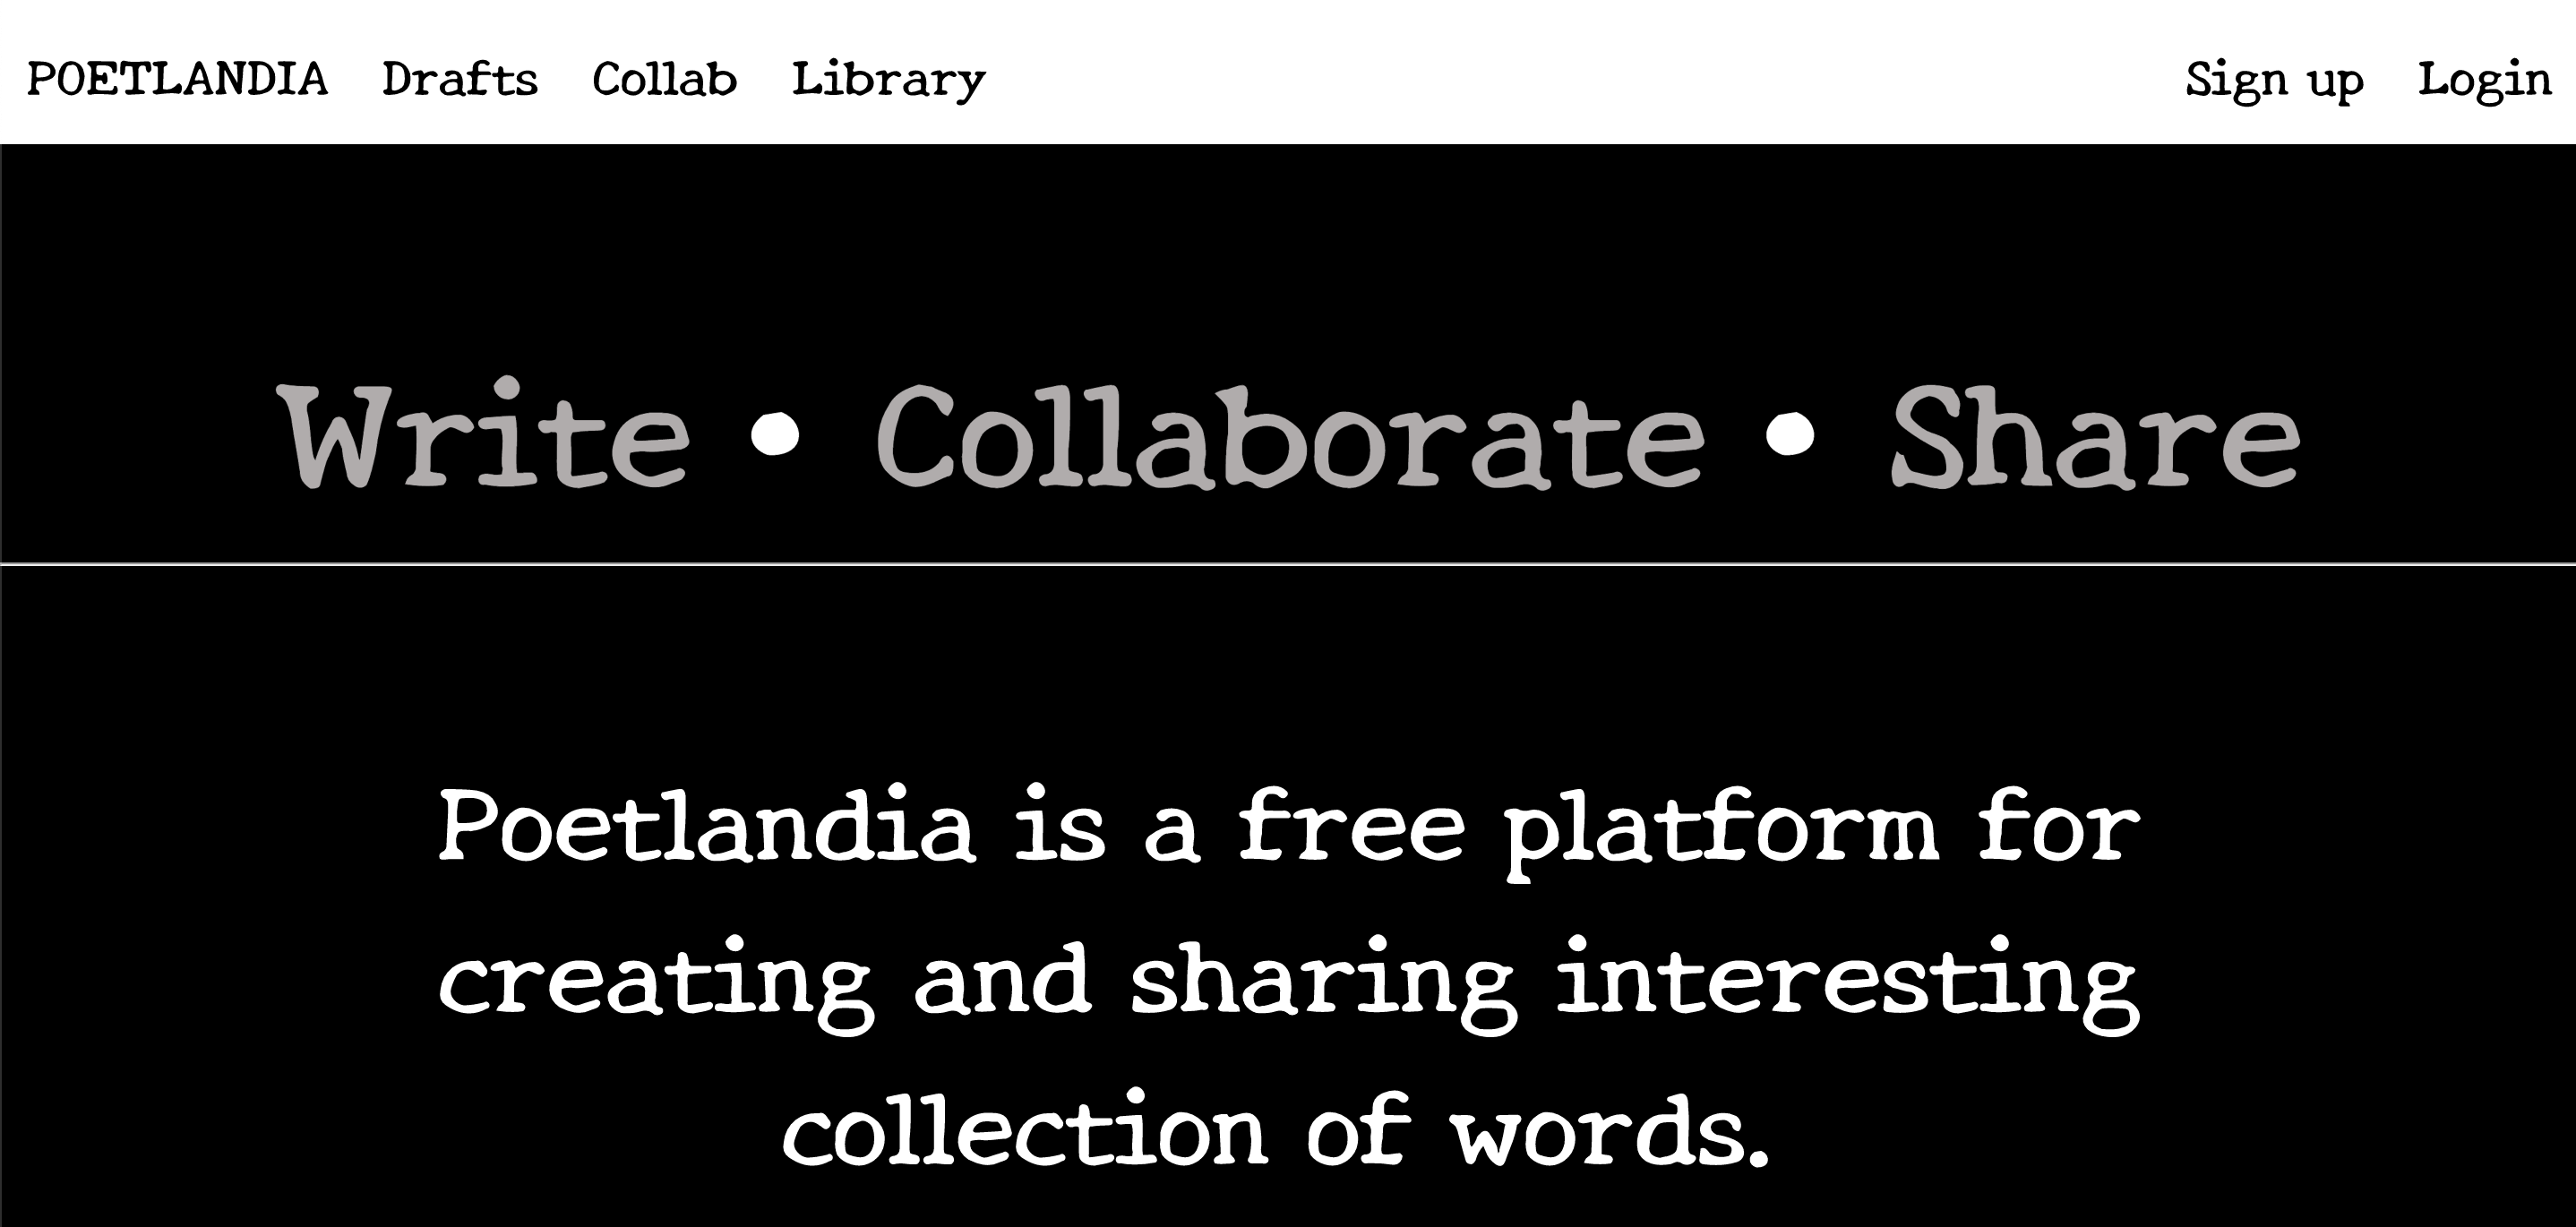 POETLANDIA Drafts Collab Library Sign up Login
Write • Collaborate • Share
Poetlandia is a free platform for
creating and sharing interesting
collection of words.